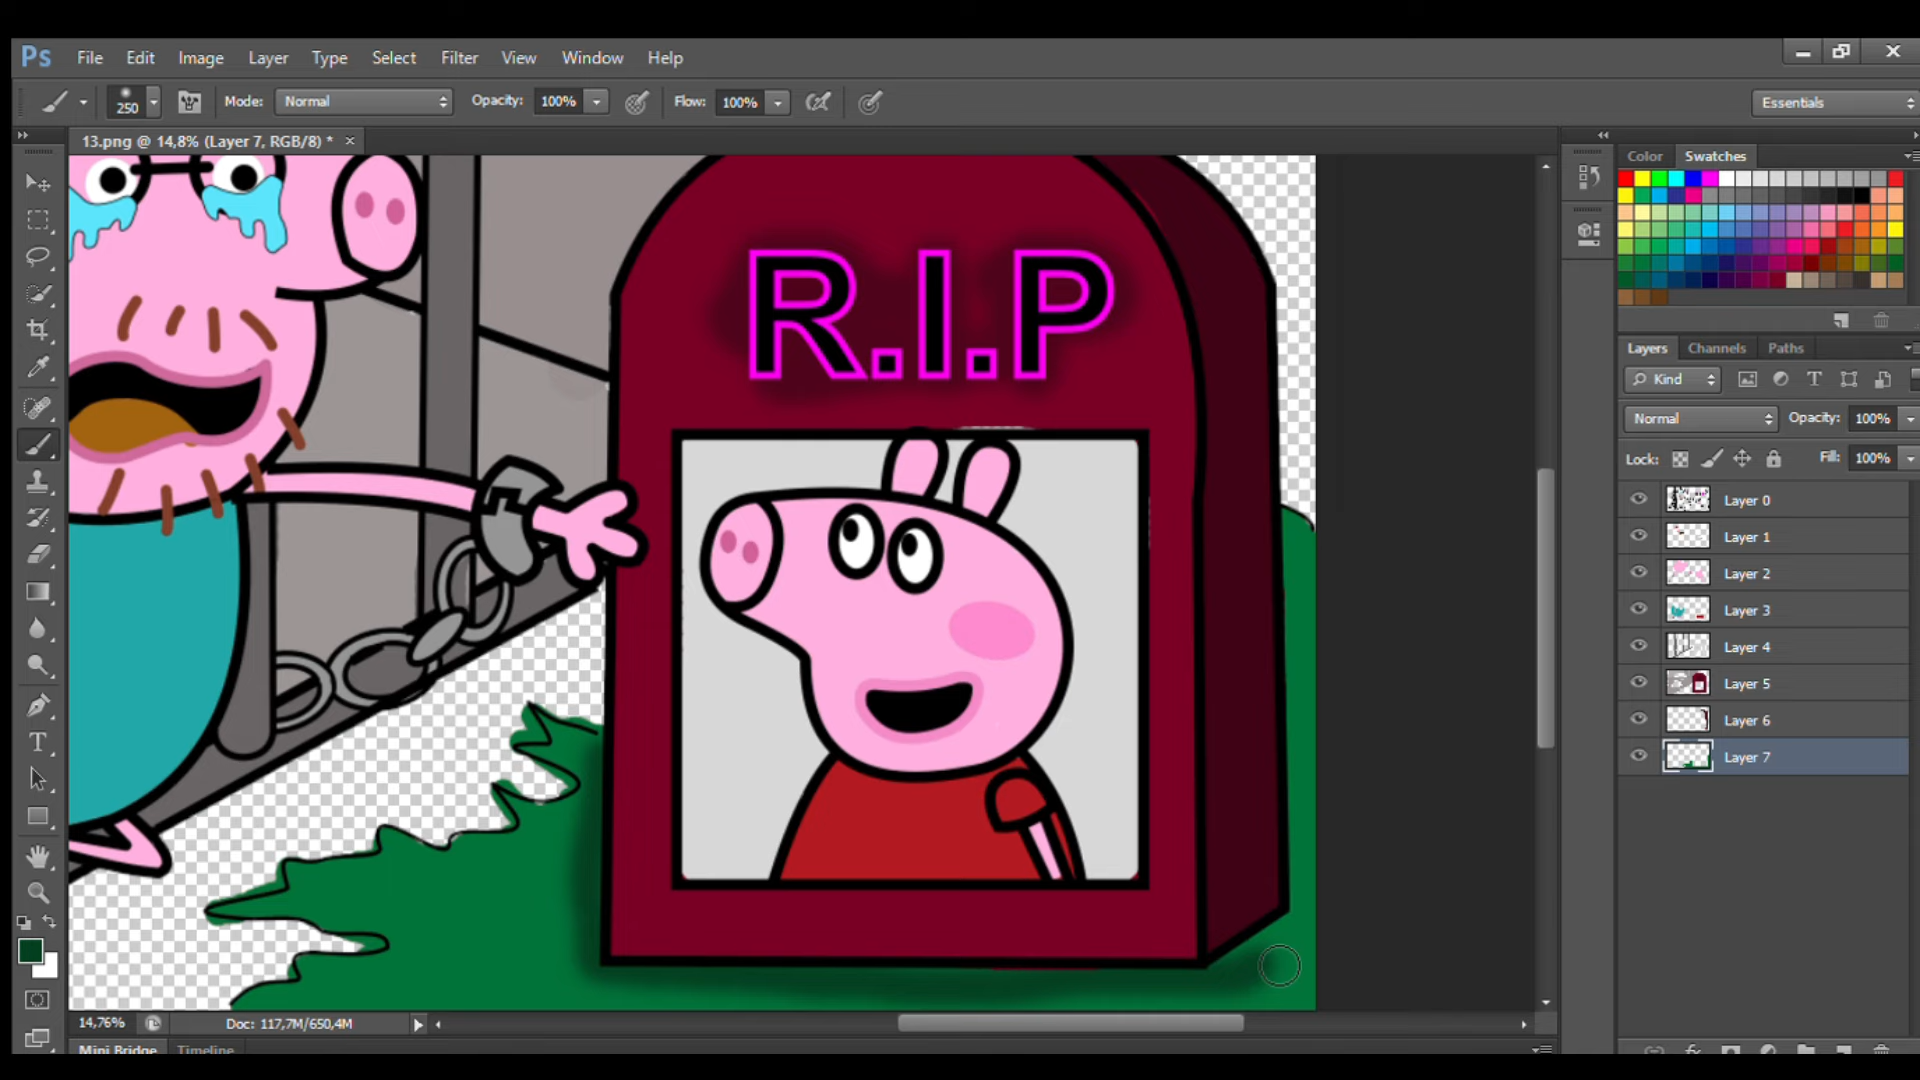 Ps File Edit Image Layer Type Select Filter View Window Help
250 Mode: Normal Opacity: 100% Flow: 100% Essentials
13.png @ 14,8% (Layer 7, RGB/8) * ×
Color Swatches
R.I.P
Layers Channels Paths
Kind
Normal Opacity: 100%
Lock: Fill: 100%
Layer 0
Layer 1
Layer 2
Layer 3
Layer 4
Layer 5
Layer 6
Layer 7
14,76% Doc: 117,7M/650,4M
Mini Bridge Timeline